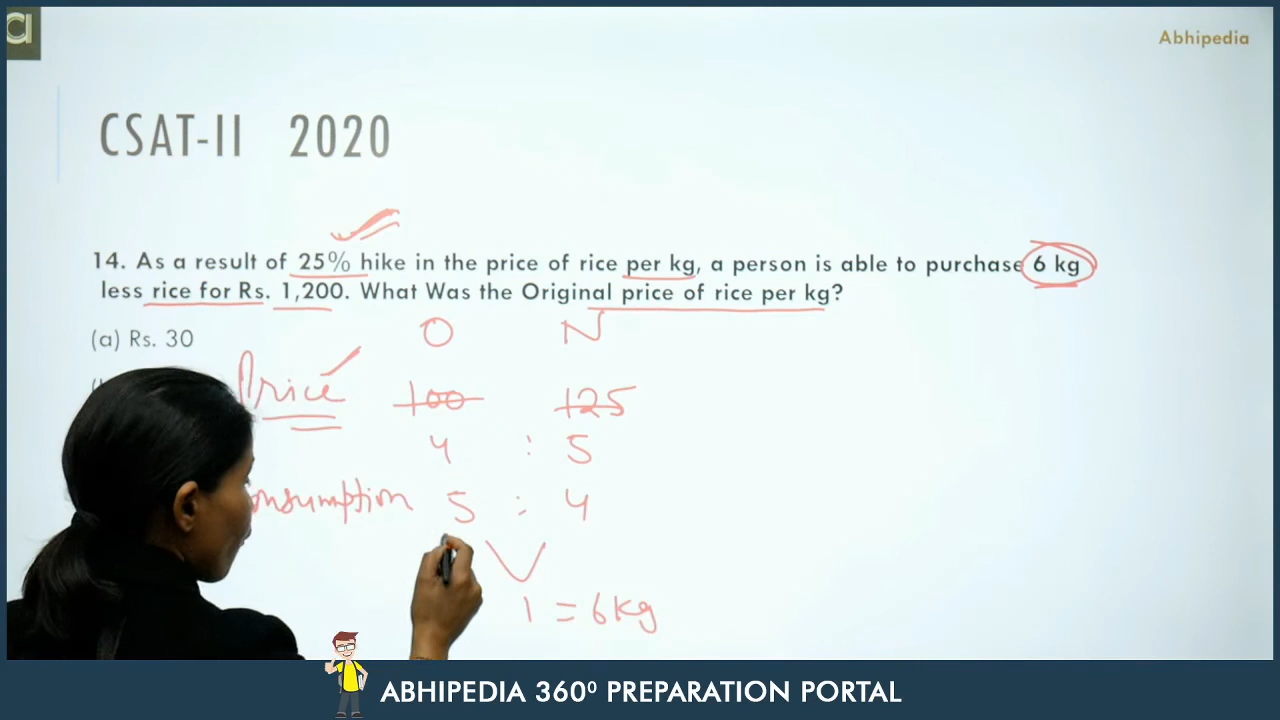 a
Abhipedia
CSAT-II 2020
14. As a result of 25% hike in the price of rice per kg, a person is able to purchase 6 kg
less rice for Rs. 1,200. What Was the Original price of rice per kg?
(a) Rs. 30
O N
Price 100 125
4 : 5
onsumption 5 : 4
1 = 6kg
ABHIPEDIA 360⁰ PREPARATION PORTAL